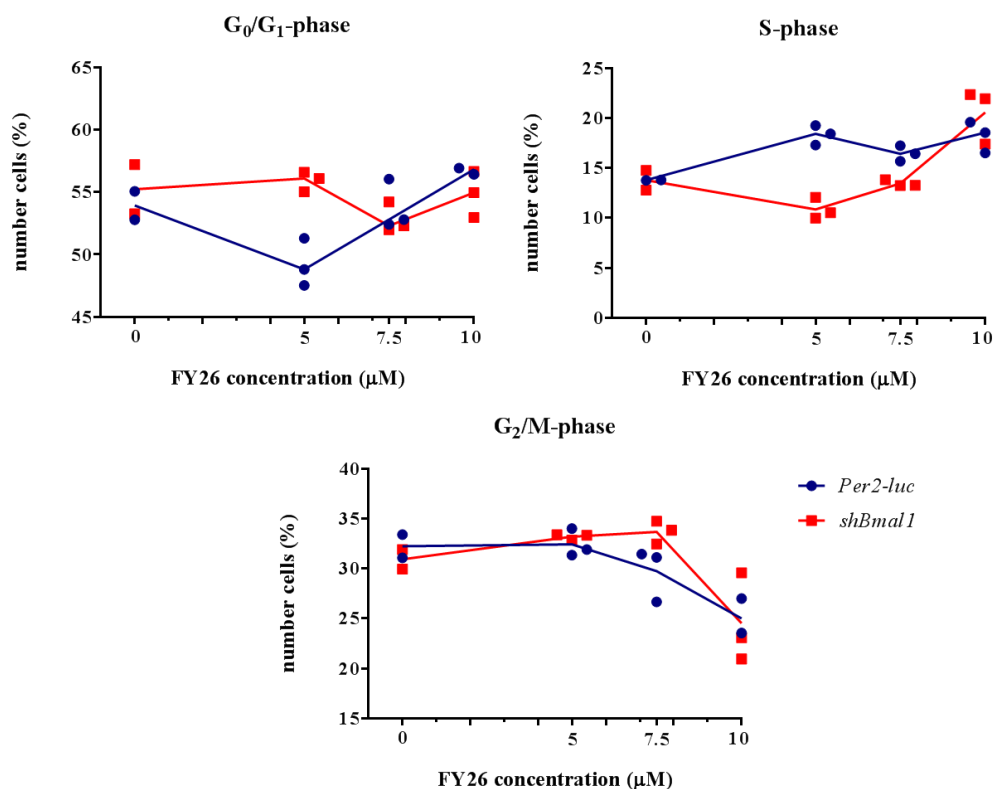 G₀/G₁-phase
number cells (%)
65
60
55
50
45
0
5
7.5
10
FY26 concentration (µM)
S-phase
number cells (%)
25
20
15
10
5
0
0
5
7.5
10
FY26 concentration (µM)
G₂/M-phase
number cells (%)
40
35
30
25
20
15
0
5
7.5
10
FY26 concentration (µM)
Per2-luc
shBmal1